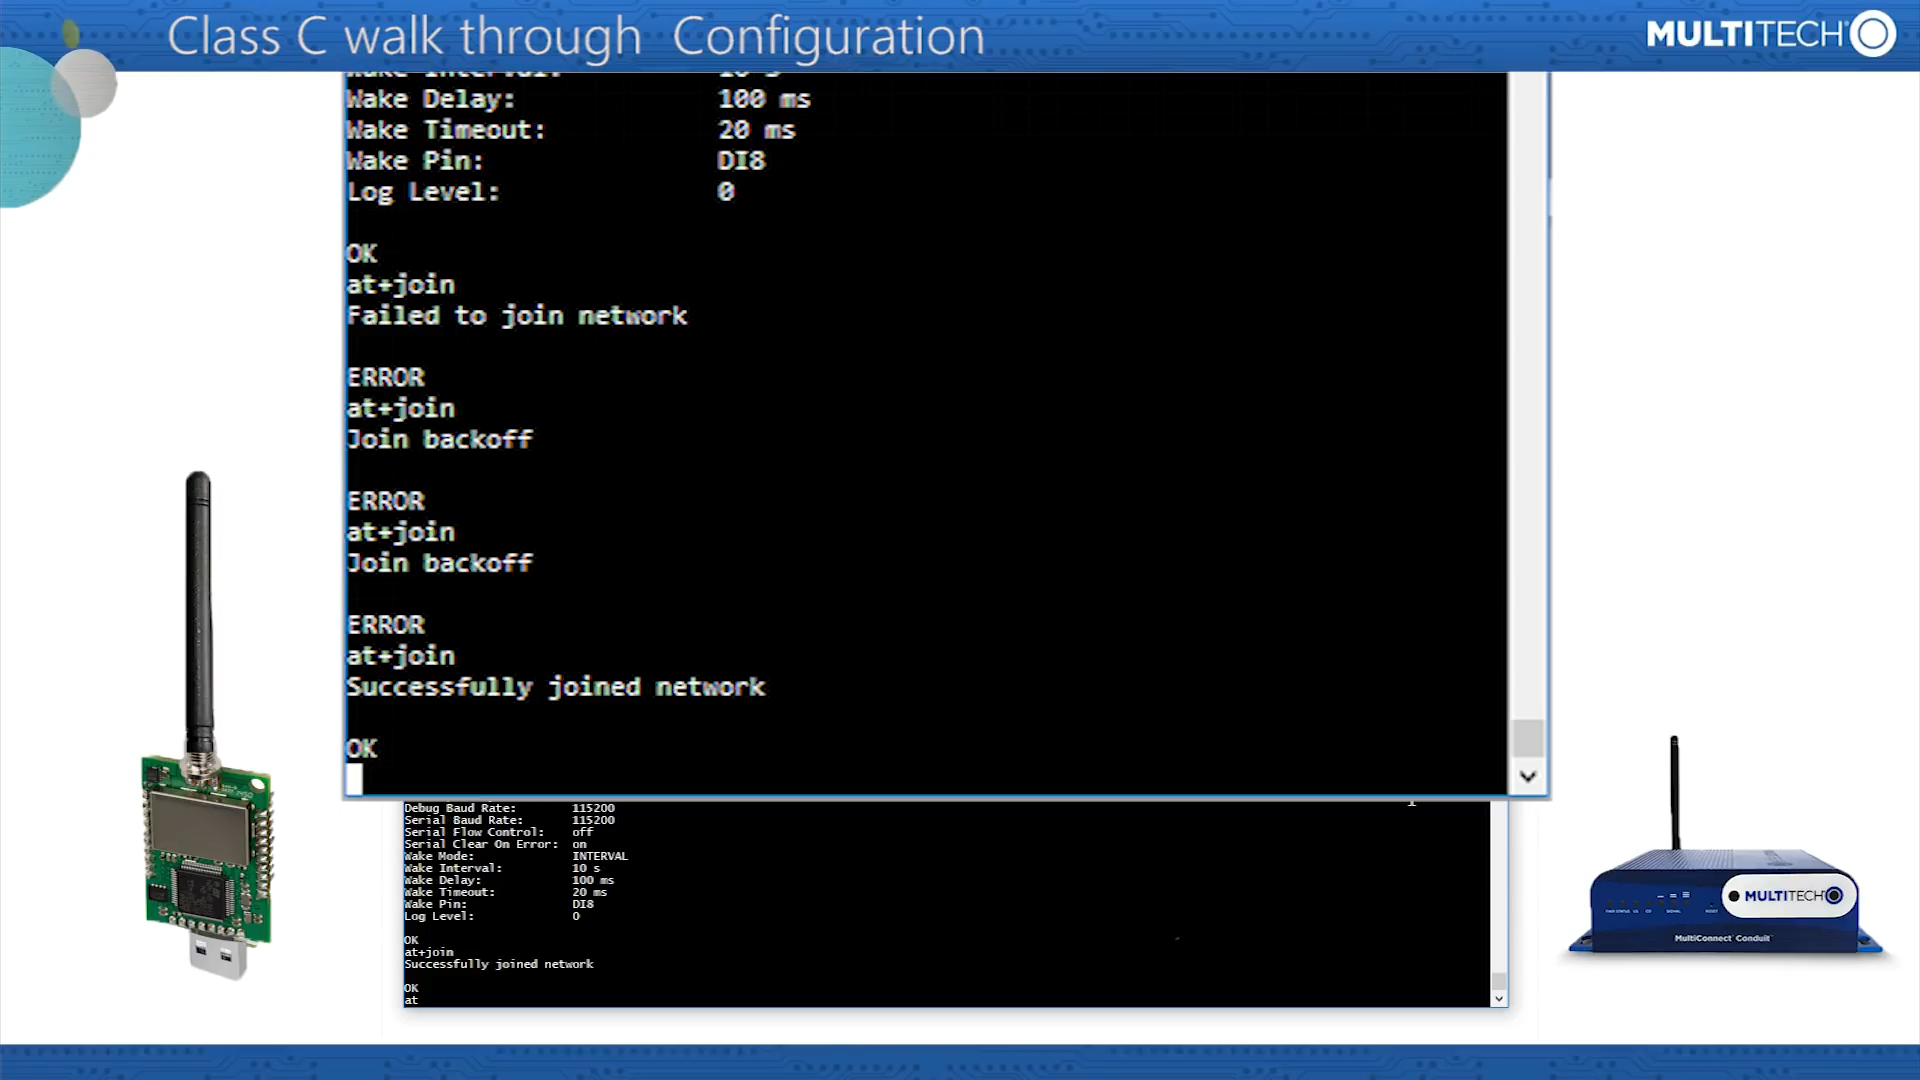 Class C walk through Configuration
MULTITECH
Wake Interval: 10 s
Wake Delay: 100 ms
Wake Timeout: 20 ms
Wake Pin: DI8
Log Level: 0
OK
at+join
Failed to join network
ERROR
at+join
Join backoff
ERROR
at+join
Join backoff
ERROR
at+join
Successfully joined network
OK
Debug Baud Rate: 115200
Serial Baud Rate: 115200
Serial Flow Control: off
Serial Clear On Error: on
Wake Mode: INTERVAL
Wake Interval: 10 s
Wake Delay: 100 ms
Wake Timeout: 20 ms
Wake Pin: DI8
Log Level: 0
OK
at+join
Successfully joined network
OK
at
MULTITECH
MultiConnect Conduit